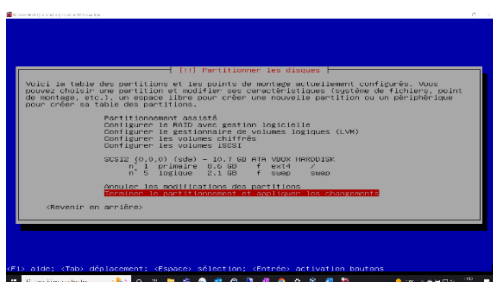 [!!] Partitionner les disques
Voici la table des partitions et les points de montage actuellement configurés. Vous
pouvez choisir une partition et modifier ses caractéristiques (système de fichiers, point
de montage, etc.), un espace libre pour créer une nouvelle partition ou un périphérique
pour créer sa table des partitions.
Partitionnement assisté
Configurer le RAID avec gestion logicielle
Configurer le gestionnaire de volumes logiques (LVM)
Configurer les volumes chiffrés
Configurer les volumes iSCSI
SCSI2 (0,0,0) (sda) - 10.7 GB ATA VBOX HARDDISK
n° 1 primaire 8.6 GB f ext4 /
n° 5 logique 2.1 GB f swap swap
Annuler les modifications des partitions
Terminer le partitionnement et appliquer les changements
<Revenir en arrière>
<F1> aide; <Tab> déplacement; <Espace> sélection; <Entrée> activation boutons